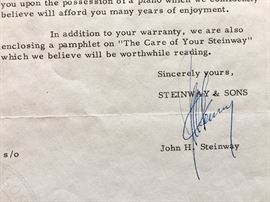 you upon the possession of a piano which we
believe will afford you many years of enjoyment.
In addition to your warranty, we are also
enclosing a pamphlet on "The Care of Your Steinway"
which we believe will be worthwhile reading.
Sincerely yours,
STEINWAY & SONS
John H. Steinway
s/o